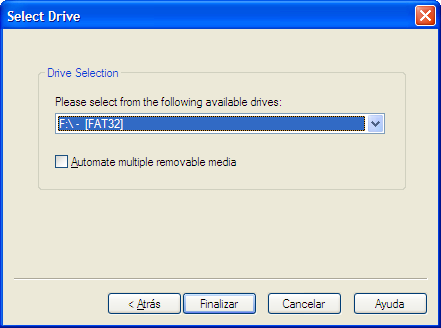 Select Drive
Drive Selection
Please select from the following available drives:
F:\ - [FAT32]
Automate multiple removable media
< Atrás
Finalizar
Cancelar
Ayuda